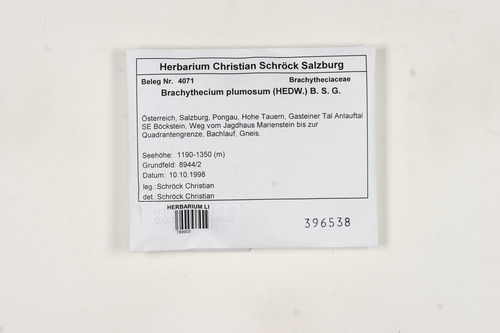 Herbarium Christian Schröck Salzburg
Beleg Nr. 4071 Brachytheciaceae
Brachythecium plumosum (HEDW.) B. S. G.
Österreich, Salzburg, Pongau, Hohe Tauern, Gasteiner Tal Anlauftal
SE Böckstein, Weg vom Jagdhaus Marienstein bis zur
Quadrantengrenze, Bachlauf, Gneis.
Seehöhe: 1190-1350 (m)
Grundfeld: 8944/2
Datum: 10.10.1998
leg.: Schröck Christian
det.: Schröck Christian
HERBARIUM LI
396538